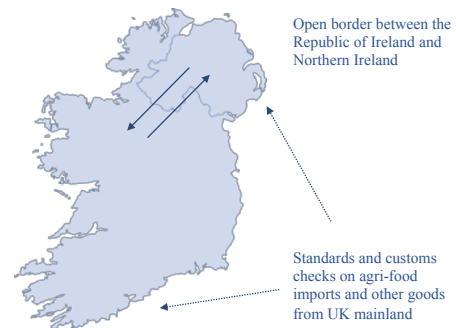 Open border between the
Republic of Ireland and
Northern Ireland
Standards and customs
checks on agri-food
imports and other goods
from UK mainland